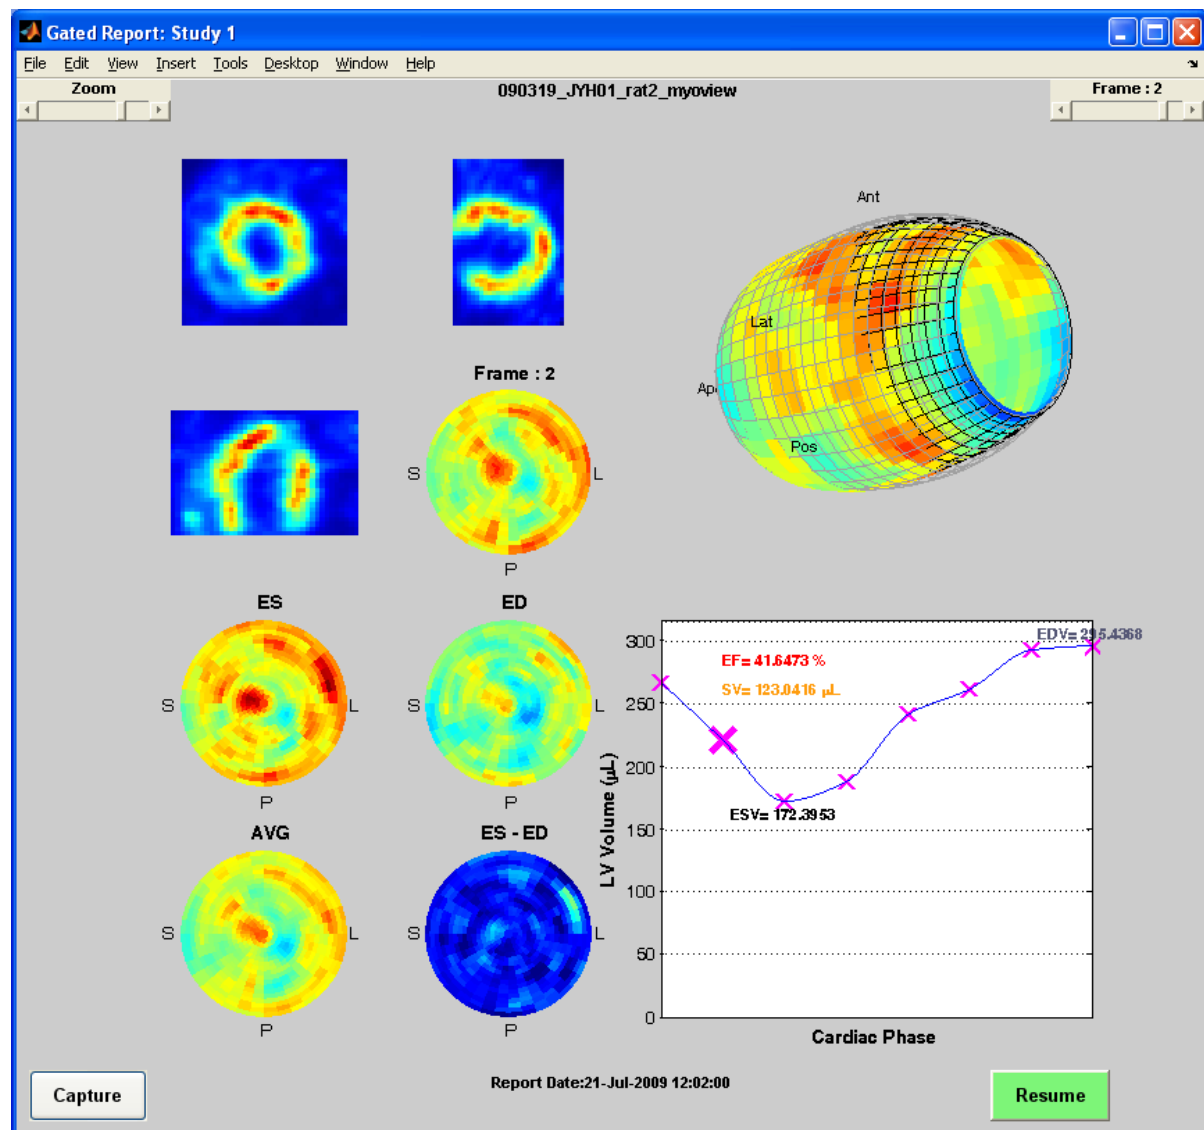 Gated Report: Study 1
File Edit View Insert Tools Desktop Window Help
Zoom
090319_JYH01_rat2_myoview
Frame : 2
Ant
Lat
Pos
Frame : 2
S
L
P
ES
S
L
P
ED
S
L
P
AVG
S
L
P
ES - ED
S
L
P
EDV= 295.4368
EF= 41.6473 %
SV= 123.0416 µL
ESV= 172.3953
LV Volume (µL)
300
250
200
150
100
50
0
Cardiac Phase
Capture
Report Date:21-Jul-2009 12:02:00
Resume